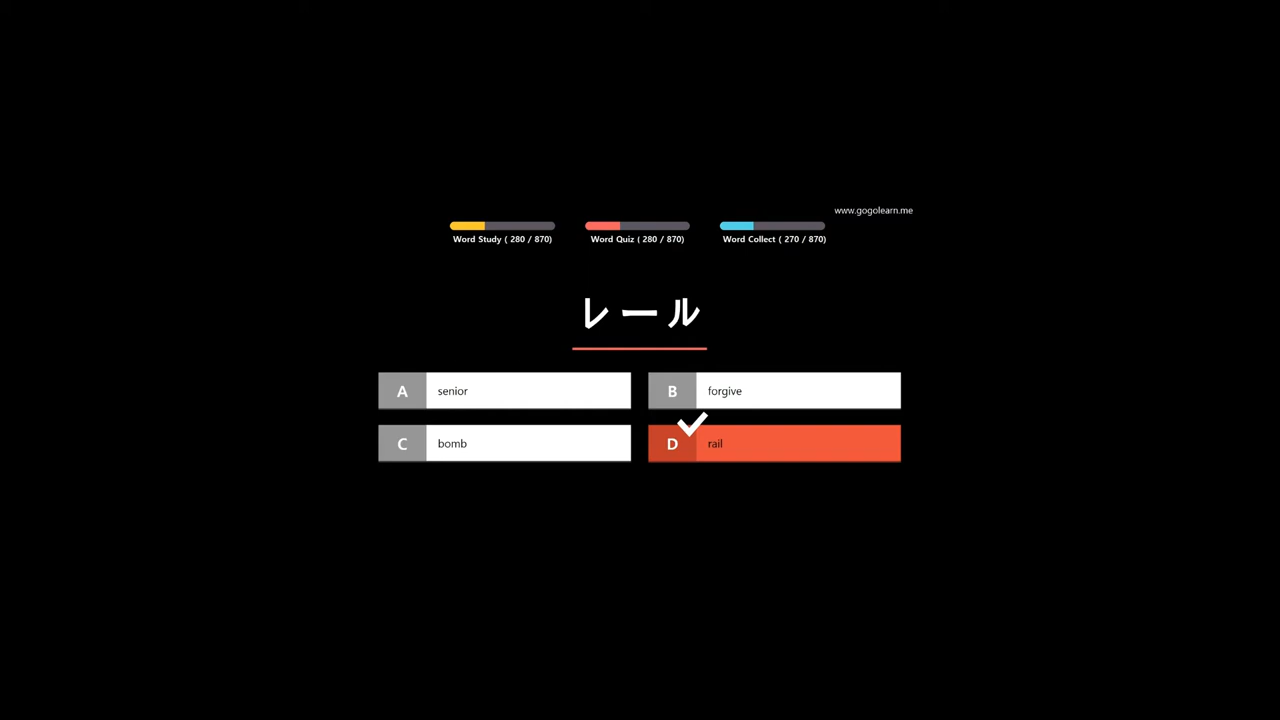 www.gogolearn.me
Word Study ( 280 / 870) Word Quiz ( 280 / 870) Word Collect ( 270 / 870)
レール
A senior
B forgive
C bomb
D rail